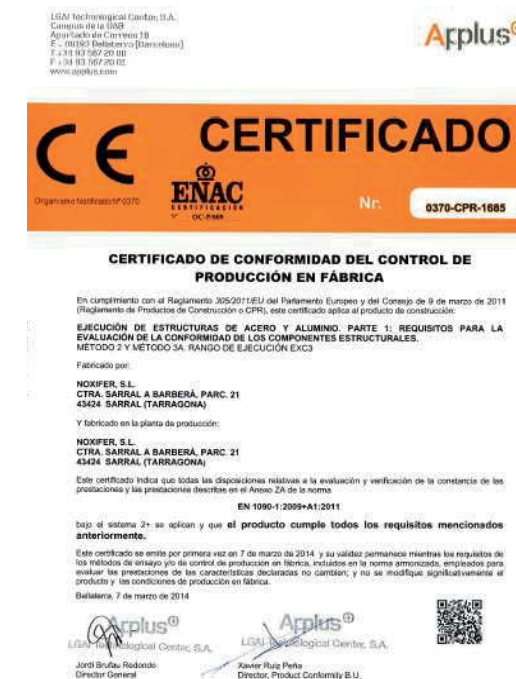 LGAI Technological Center, S.A.
Campus de la UAB
Apartado de Correos 18
E - 08193 Bellaterra (Barcelona)
T +34 93 567 20 00
F +34 93 567 20 01
www.applus.com
Applus⊕
CE
CERTIFICADO
Organismo Notificado Nº 0370
ENAC
CERTIFICACIÓN
Nº OC-P/009
Nr. 0370-CPR-1685
CERTIFICADO DE CONFORMIDAD DEL CONTROL DE
PRODUCCIÓN EN FÁBRICA
En cumplimiento con el Reglamento 305/2011/EU del Parlamento Europeo y del Consejo de 9 de marzo de 2011
(Reglamento de Productos de Construcción o CPR), este certificado aplica al producto de construcción:
EJECUCIÓN DE ESTRUCTURAS DE ACERO Y ALUMINIO. PARTE 1: REQUISITOS PARA LA
EVALUACIÓN DE LA CONFORMIDAD DE LOS COMPONENTES ESTRUCTURALES.
MÉTODO 2 Y MÉTODO 3A. RANGO DE EJECUCIÓN EXC3
Fabricado por:
NOXIFER, S.L.
CTRA. SARRAL A BARBERÀ, PARC. 21
43424 SARRAL (TARRAGONA)
Y fabricado en la planta de producción:
NOXIFER, S.L.
CTRA. SARRAL A BARBERÀ, PARC. 21
43424 SARRAL (TARRAGONA)
Este certificado indica que todas las disposiciones relativas a la evaluación y verificación de la constancia de las
prestaciones y las prestaciones descritas en el Anexo ZA de la norma
EN 1090-1:2009+A1:2011
bajo el sistema 2+ se aplican y que el producto cumple todos los requisitos mencionados
anteriormente.
Este certificado se emite por primera vez en 7 de marzo de 2014 y su validez permanece mientras los requisitos de
los métodos de ensayo y/o de control de producción en fábrica, incluidos en la norma armonizada, empleados para
evaluar las prestaciones de las características declaradas no cambien; y no se modifique significativamente el
producto y las condiciones de producción en fábrica.
Bellaterra, 7 de marzo de 2014
Applus⊕ Applus⊕
LGAI Technological Center, S.A. LGAI Technological Center, S.A.
Jordi Brufau Redondo Xavier Ruiz Peña
Director General Director, Product Conformity B.U.